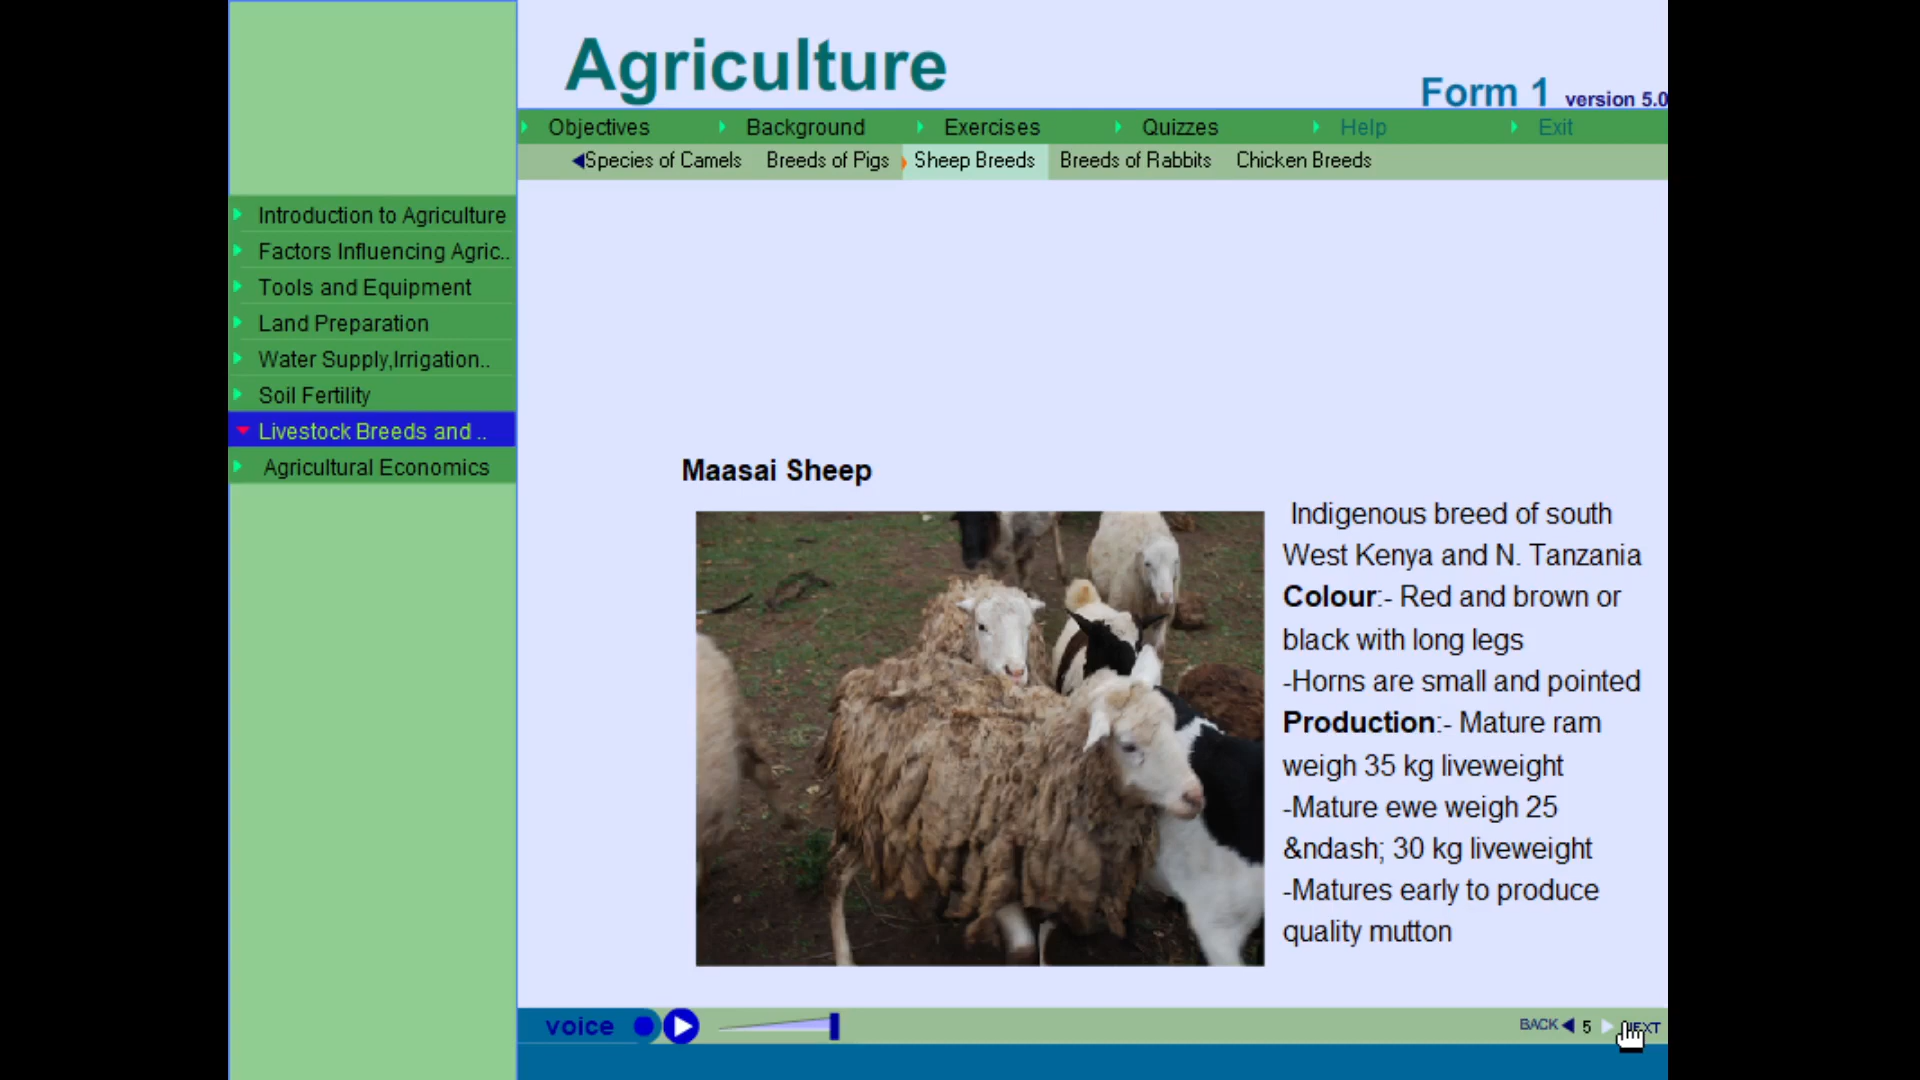 Agriculture
Form 1 version 5.0
Objectives Background Exercises Quizzes Help Exit
Species of Camels Breeds of Pigs Sheep Breeds Breeds of Rabbits Chicken Breeds
Introduction to Agriculture
Factors Influencing Agric..
Tools and Equipment
Land Preparation
Water Supply,Irrigation..
Soil Fertility
Livestock Breeds and ..
Agricultural Economics
Maasai Sheep
Indigenous breed of south
West Kenya and N. Tanzania
Colour:- Red and brown or
black with long legs
-Horns are small and pointed
Production:- Mature ram
weigh 35 kg liveweight
-Mature ewe weigh 25
&ndash; 30 kg liveweight
-Matures early to produce
quality mutton
voice
BACK 5 NEXT